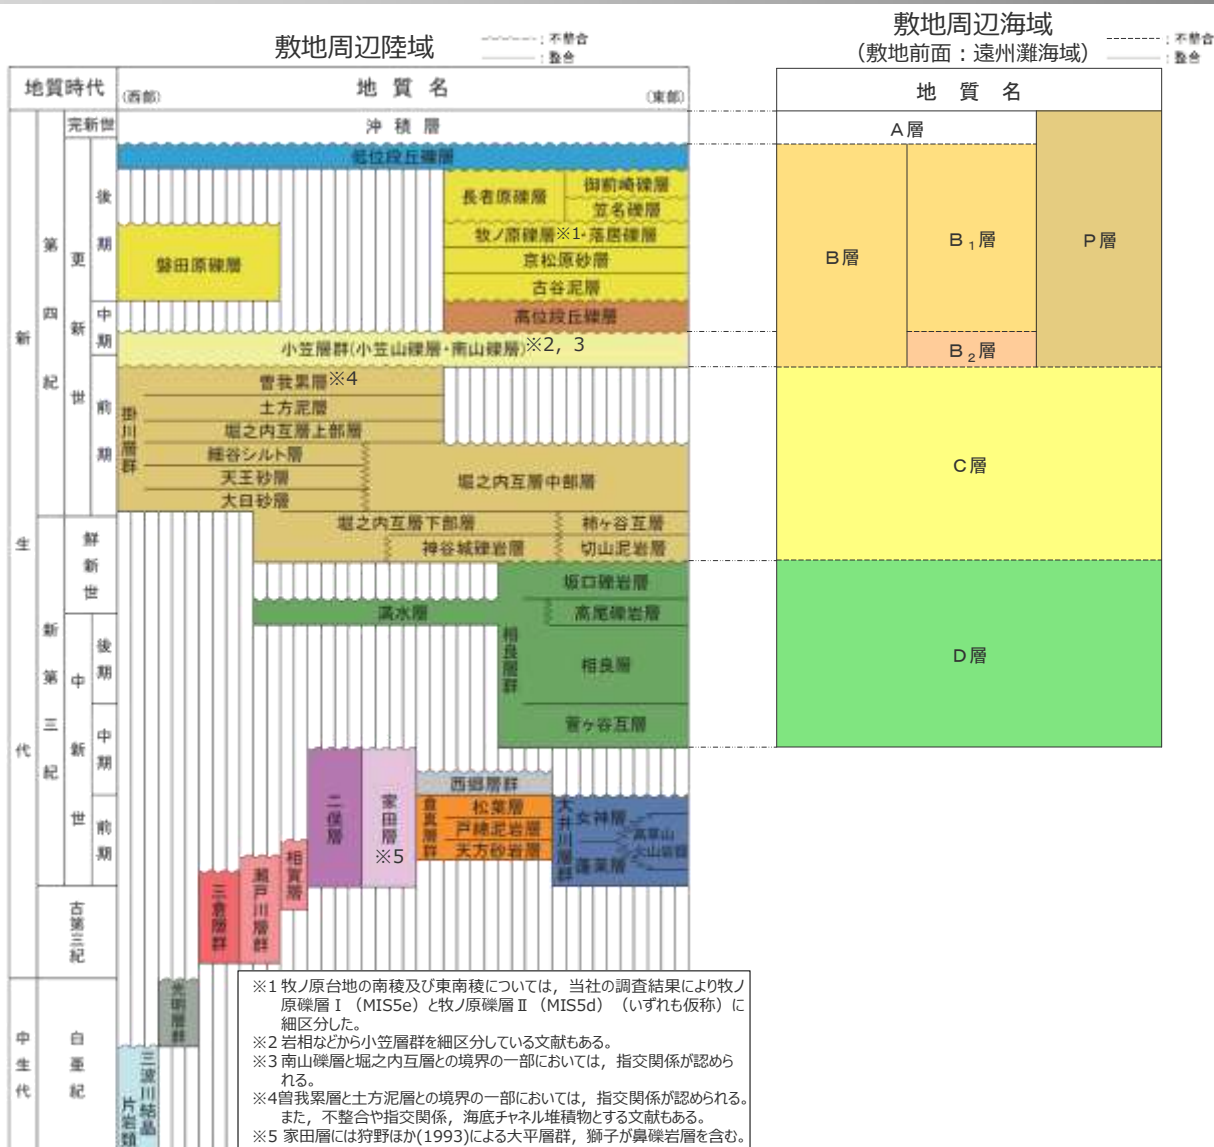 敷地周辺陸域
：不整合
：整合
敷地周辺海域
(敷地前面：遠州灘海域)
：不整合
：整合
地質時代
(西部)
地 質 名
(東部)
地 質 名
新生代
第四紀
完新世
更新世
後期
中期
前期
沖 積 層
低位段丘礫層
長者原礫層
御前崎礫層
笠名礫層
牧ノ原礫層※1・落居礫層
京松原砂層
古谷泥層
磐田原礫層
高位段丘礫層
小笠層群(小笠山礫層・南山礫層)※2，3
掛川層群
曽我累層※4
土方泥層
堀之内互層上部層
細谷シルト層
天王砂層
大日砂層
堀之内互層中部層
新第三紀
鮮新世
堀之内互層下部層
柿ヶ谷互層
神谷城礫岩層
切山泥岩層
中新世
後期
中期
前期
相良層群
坂口礫岩層
満水層
高尾礫岩層
相良層
菅ヶ谷互層
二俣層
家田層
※5
西郷層群
倉真層群
松葉層
戸綿泥岩層
天方砂岩層
大井川層群
女神層
高草山
火山岩類
蓬莱層
古第三紀
相賀層
瀬戸川層群
三倉層群
中生代
白亜紀
光明層群
三波川結晶
片岩類
A層
B層
B₁層
B₂層
P層
C層
D層
※1 牧ノ原台地の南稜及び東南稜については，当社の調査結果により牧ノ
原礫層Ⅰ（MIS5e）と牧ノ原礫層Ⅱ（MIS5d）（いずれも仮称）に
細区分した。
※2 岩相などから小笠層群を細区分している文献もある。
※3 南山礫層と堀之内互層との境界の一部においては，指交関係が認めら
れる。
※4曽我累層と土方泥層との境界の一部においては，指交関係が認められる。
また，不整合や指交関係，海底チャネル堆積物とする文献もある。
※5 家田層には狩野ほか(1993)による大平層群，獅子が鼻礫岩層を含む。